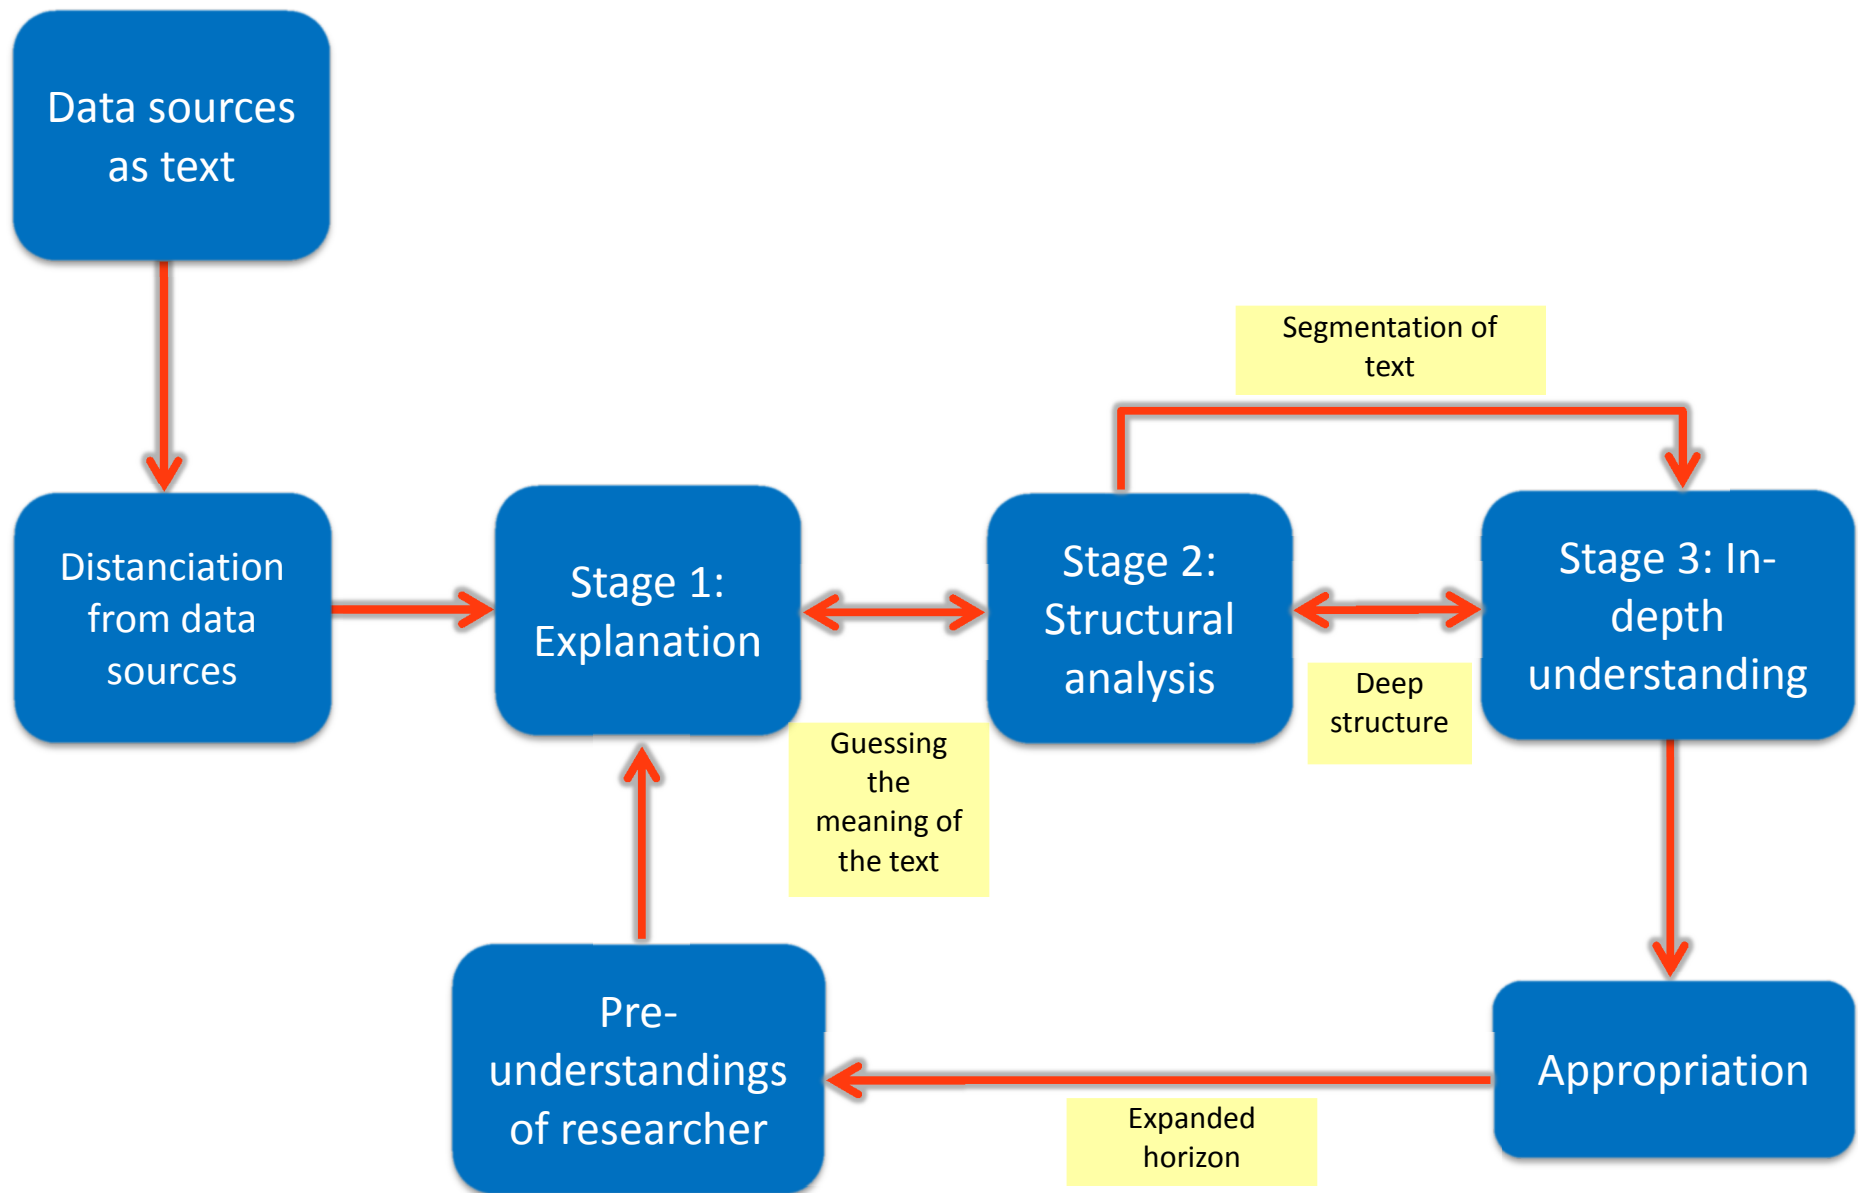 Data sources
as text
Segmentation of
text
Distanciation
from data
sources
Stage 1:
Explanation
Stage 2:
Structural
analysis
Stage 3: In-
depth
understanding
Guessing
the
meaning of
the text
Deep
structure
Pre-
understandings
of researcher
Appropriation
Expanded
horizon